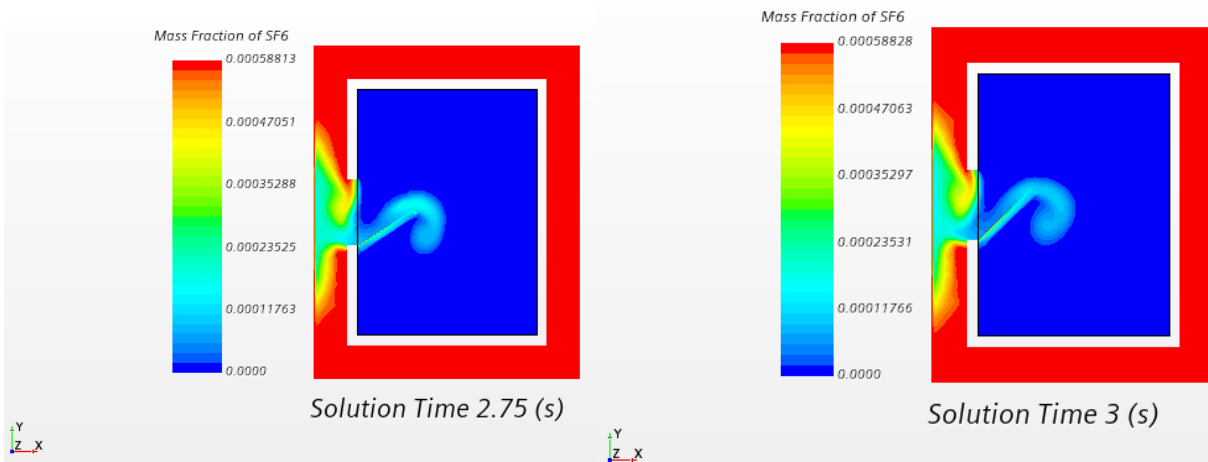 Mass Fraction of SF6
0.00058813
0.00047051
0.00035288
0.00023525
0.00011763
0.0000
Solution Time 2.75 (s)
Y
Z X
Mass Fraction of SF6
0.00058828
0.00047063
0.00035297
0.00023531
0.00011766
0.0000
Solution Time 3 (s)
Y
Z X